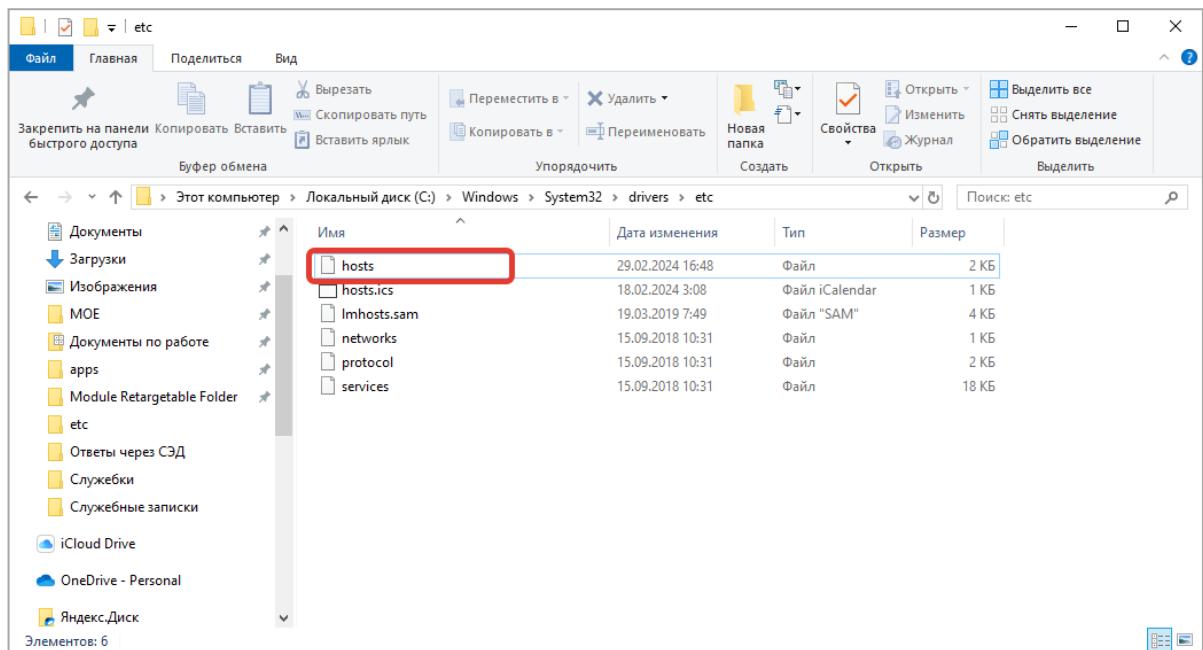 etc
Файл Главная Поделиться Вид
Закрепить на панели быстрого доступа
Копировать
Вставить
Вырезать
Скопировать путь
Вставить ярлык
Буфер обмена
Переместить в
Копировать в
Удалить
Переименовать
Упорядочить
Новая папка
Создать
Свойства
Открыть
Изменить
Журнал
Открыть
Выделить все
Снять выделение
Обратить выделение
Выделить
Этот компьютер > Локальный диск (C:) > Windows > System32 > drivers > etc
Поиск: etc
Документы
Загрузки
Изображения
МОЕ
Документы по работе
apps
Module Retargetable Folder
etc
Ответы через СЭД
Служебки
Служебные записки
iCloud Drive
OneDrive - Personal
Яндекс.Диск
Имя Дата изменения Тип Размер
hosts 29.02.2024 16:48 Файл 2 КБ
hosts.ics 18.02.2024 3:08 Файл iCalendar 1 КБ
lmhosts.sam 19.03.2019 7:49 Файл "SAM" 4 КБ
networks 15.09.2018 10:31 Файл 1 КБ
protocol 15.09.2018 10:31 Файл 2 КБ
services 15.09.2018 10:31 Файл 18 КБ
Элементов: 6